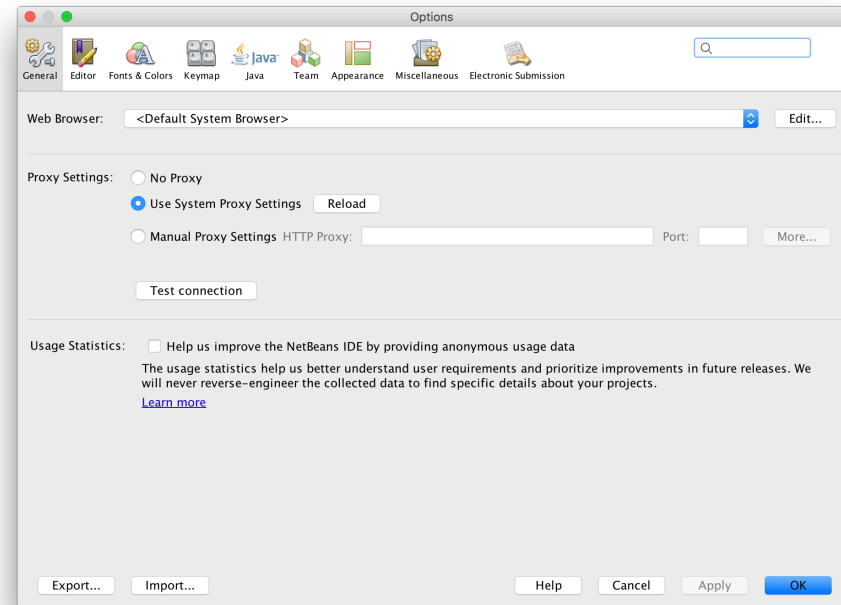 Options
General Editor Fonts & Colors Keymap Java Team Appearance Miscellaneous Electronic Submission
Web Browser: <Default System Browser> Edit...
Proxy Settings: No Proxy
Use System Proxy Settings Reload
Manual Proxy Settings HTTP Proxy: Port: More...
Test connection
Usage Statistics: Help us improve the NetBeans IDE by providing anonymous usage data
The usage statistics help us better understand user requirements and prioritize improvements in future releases. We
will never reverse-engineer the collected data to find specific details about your projects.
Learn more
Export... Import... Help Cancel Apply OK